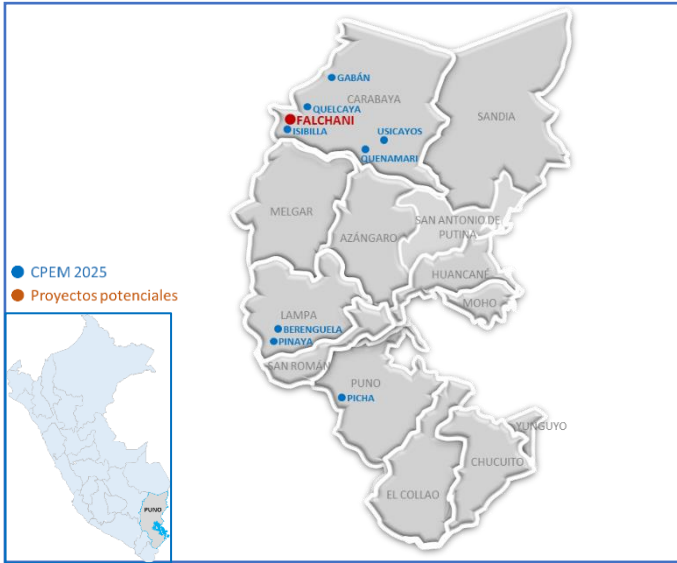 GABÁN
CARABAYA
QUELCAYA
FALCHANI
SANDIA
ISIBILLA
USICAYOS
QUENAMARI
MELGAR
SAN ANTONIO DE
PUTINA
AZÁNGARO
CPEM 2025
HUANCANÉ
Proyectos potenciales
MOHO
LAMPA
BERENGUELA
PINAYA
SAN ROMÁN
PUNO
PICHA
YUNGUYO
CHUCUITO
EL COLLAO
PUNO